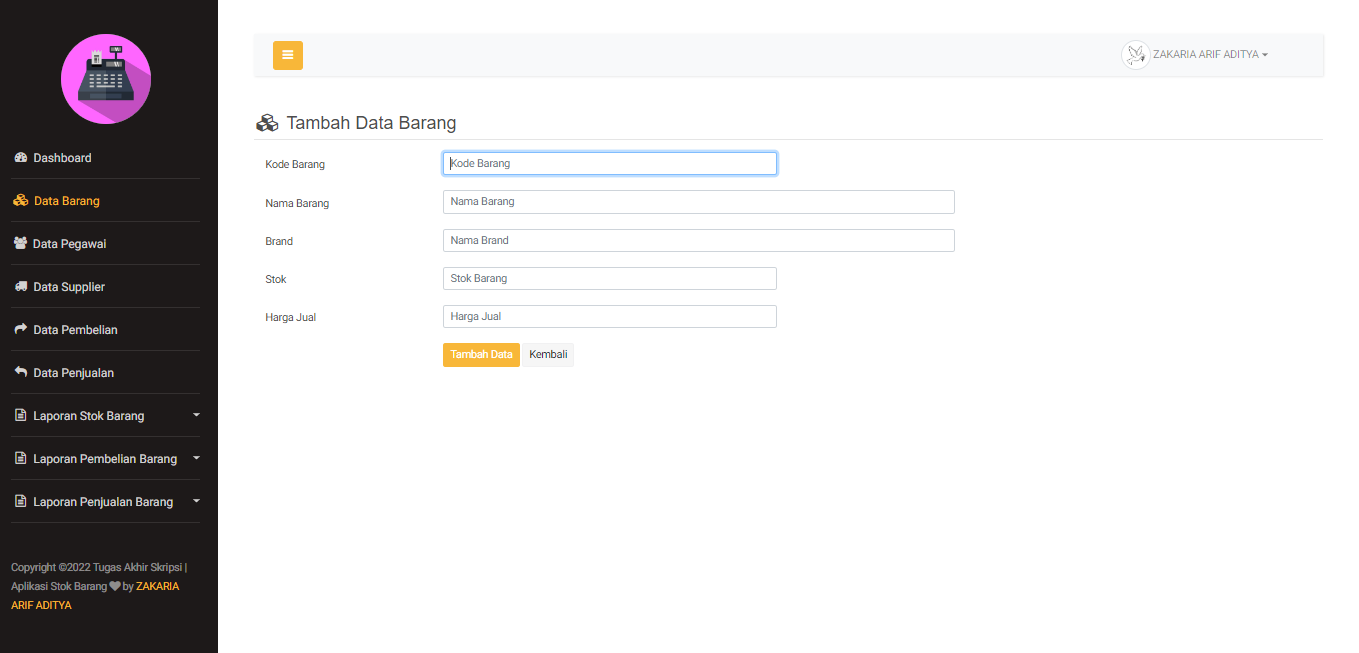 ZAKARIA ARIF ADITYA
Dashboard
Data Barang
Data Pegawai
Data Supplier
Data Pembelian
Data Penjualan
Laporan Stok Barang
Laporan Pembelian Barang
Laporan Penjualan Barang
Copyright ©2022 Tugas Akhir Skripsi |
Aplikasi Stok Barang by ZAKARIA
ARIF ADITYA
Tambah Data Barang
Kode Barang Kode Barang
Nama Barang Nama Barang
Brand Nama Brand
Stok Stok Barang
Harga Jual Harga Jual
Tambah Data Kembali